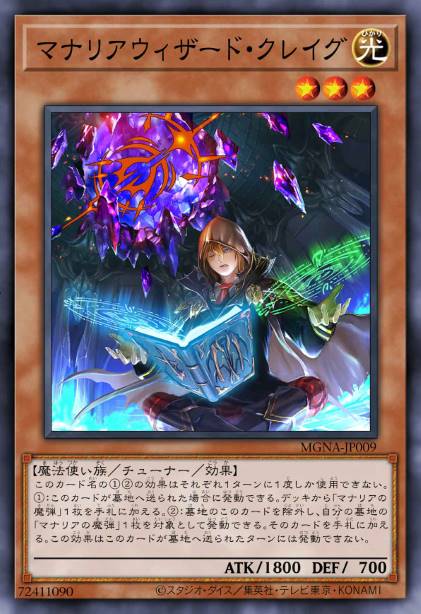 マナリアウィザード・クレイグ
光
MGNA-JP009
【魔法使い族／チューナー／効果】
このカード名の①②の効果はそれぞれ1ターンに1度しか使用できない。
①：このカードが墓地へ送られた場合に発動できる。デッキから「マナリアの
魔弾」1枚を手札に加える。②：墓地のこのカードを除外し、自分の墓地の
「マナリアの魔弾」1枚を対象として発動できる。そのカードを手札に加え
る。この効果はこのカードが墓地へ送られたターンには発動できない。
ATK/1800 DEF/ 700
72411090
©スタジオ・ダイス／集英社・テレビ東京・KONAMI